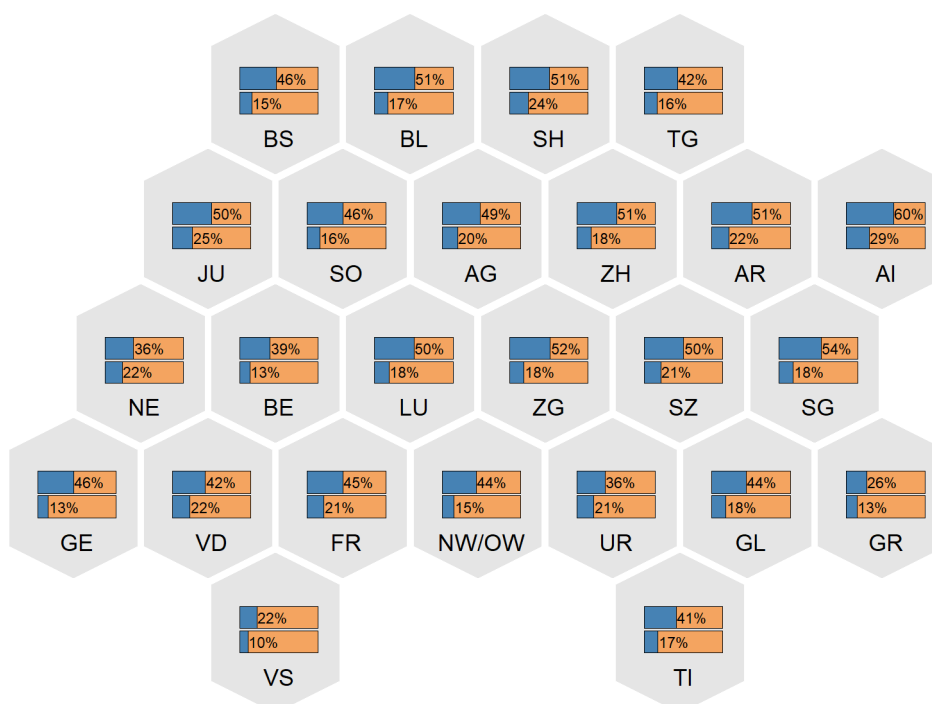 46% 51% 51% 42%
15% 17% 24% 16%
BS BL SH TG
50% 46% 49% 51% 51% 60%
25% 16% 20% 18% 22% 29%
JU SO AG ZH AR AI
36% 39% 50% 52% 50% 54%
22% 13% 18% 18% 21% 18%
NE BE LU ZG SZ SG
46% 42% 45% 44% 36% 44% 26%
13% 22% 21% 15% 21% 18% 13%
GE VD FR NW/OW UR GL GR
22% 41%
10% 17%
VS TI